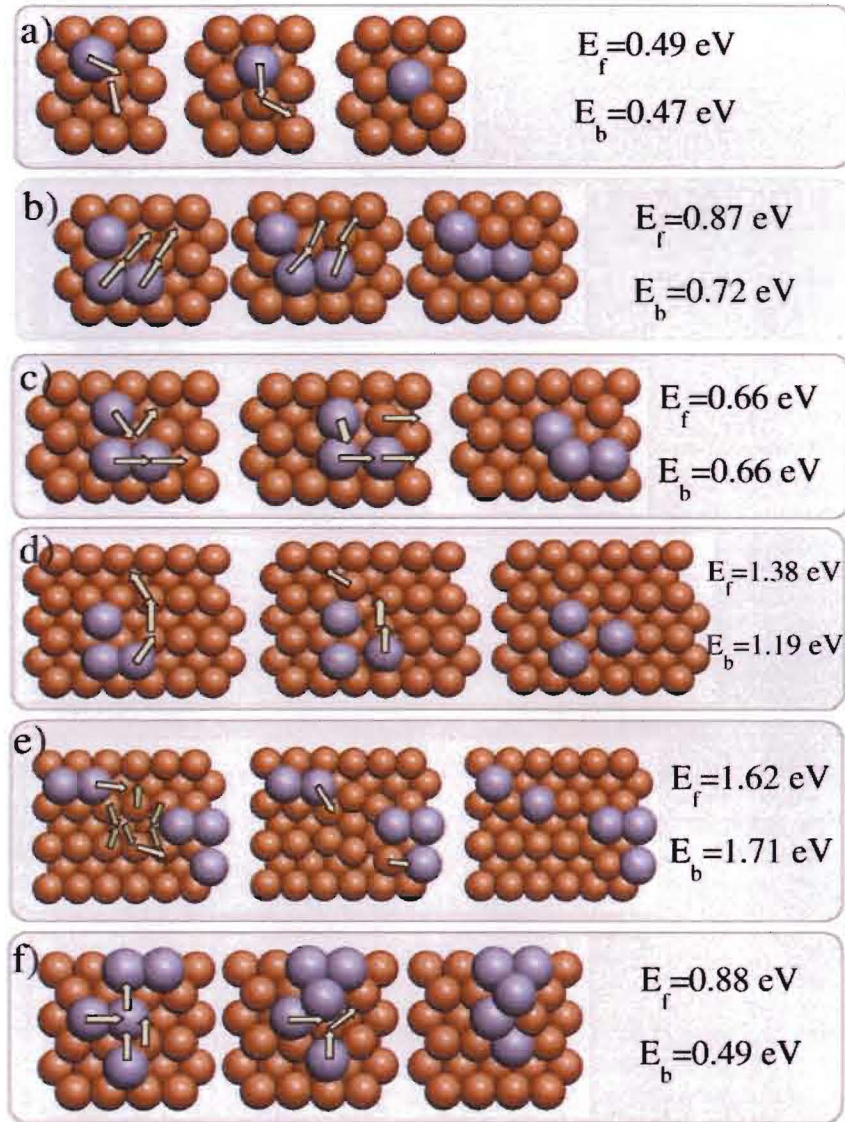 a)
E_f=0.49 eV
E_b=0.47 eV
b)
E_f=0.87 eV
E_b=0.72 eV
c)
E_f=0.66 eV
E_b=0.66 eV
d)
E_f=1.38 eV
E_b=1.19 eV
e)
E_f=1.62 eV
E_b=1.71 eV
f)
E_f=0.88 eV
E_b=0.49 eV